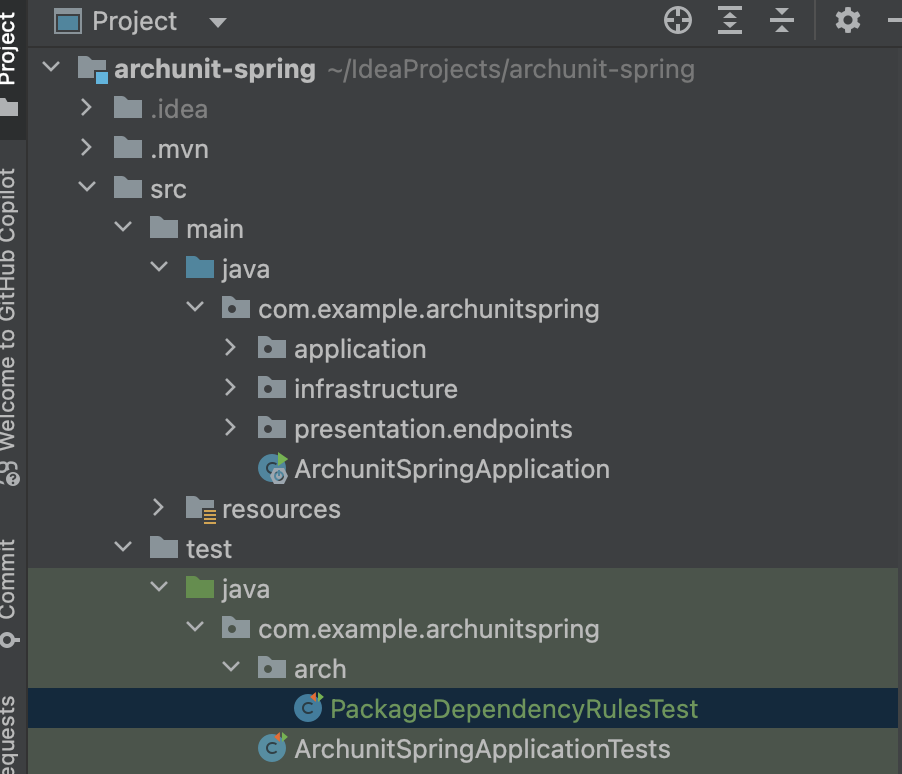 Project
archunit-spring ~/IdeaProjects/archunit-spring
.idea
.mvn
src
main
java
com.example.archunitspring
application
infrastructure
presentation.endpoints
ArchunitSpringApplication
resources
test
java
com.example.archunitspring
arch
PackageDependencyRulesTest
ArchunitSpringApplicationTests
Project
Welcome to GitHub Copilot
Commit